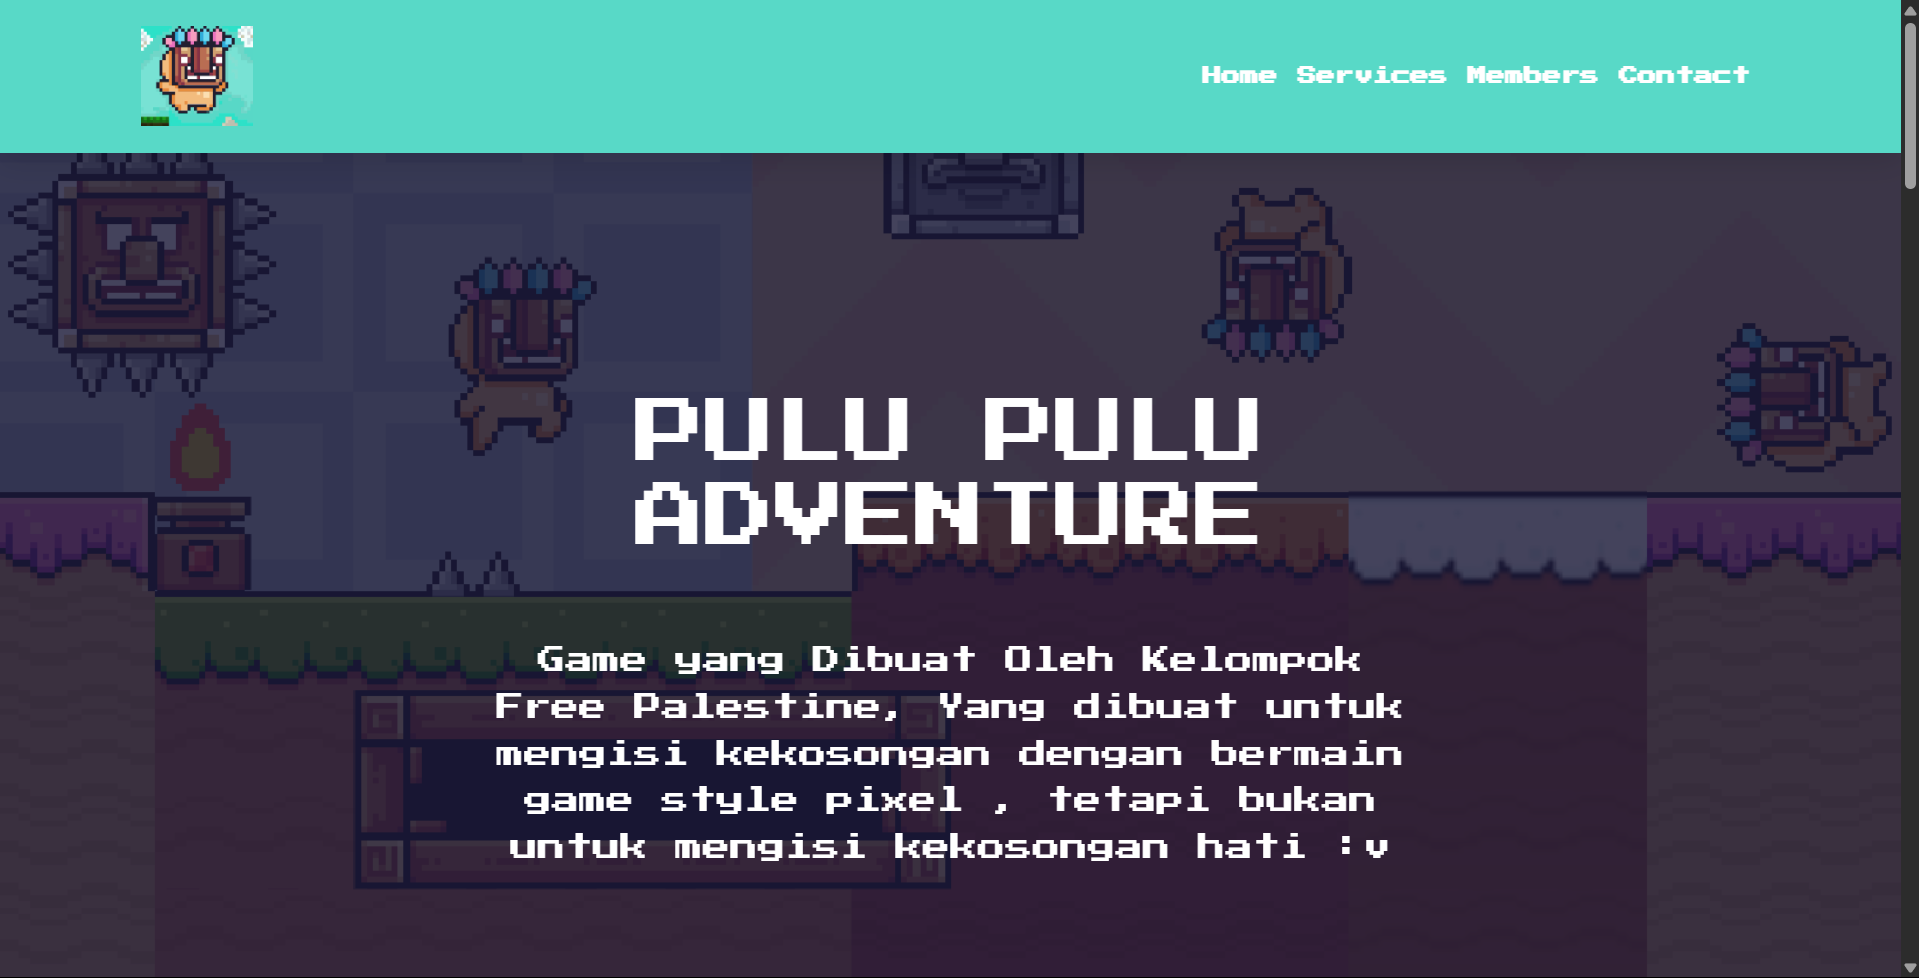 Home Services Members Contact
PULU PULU
ADVENTURE
Game yang Dibuat Oleh Kelompok
Free Palestine, Yang dibuat untuk
mengisi kekosongan dengan bermain
game style pixel , tetapi bukan
untuk mengisi kekosongan hati :v